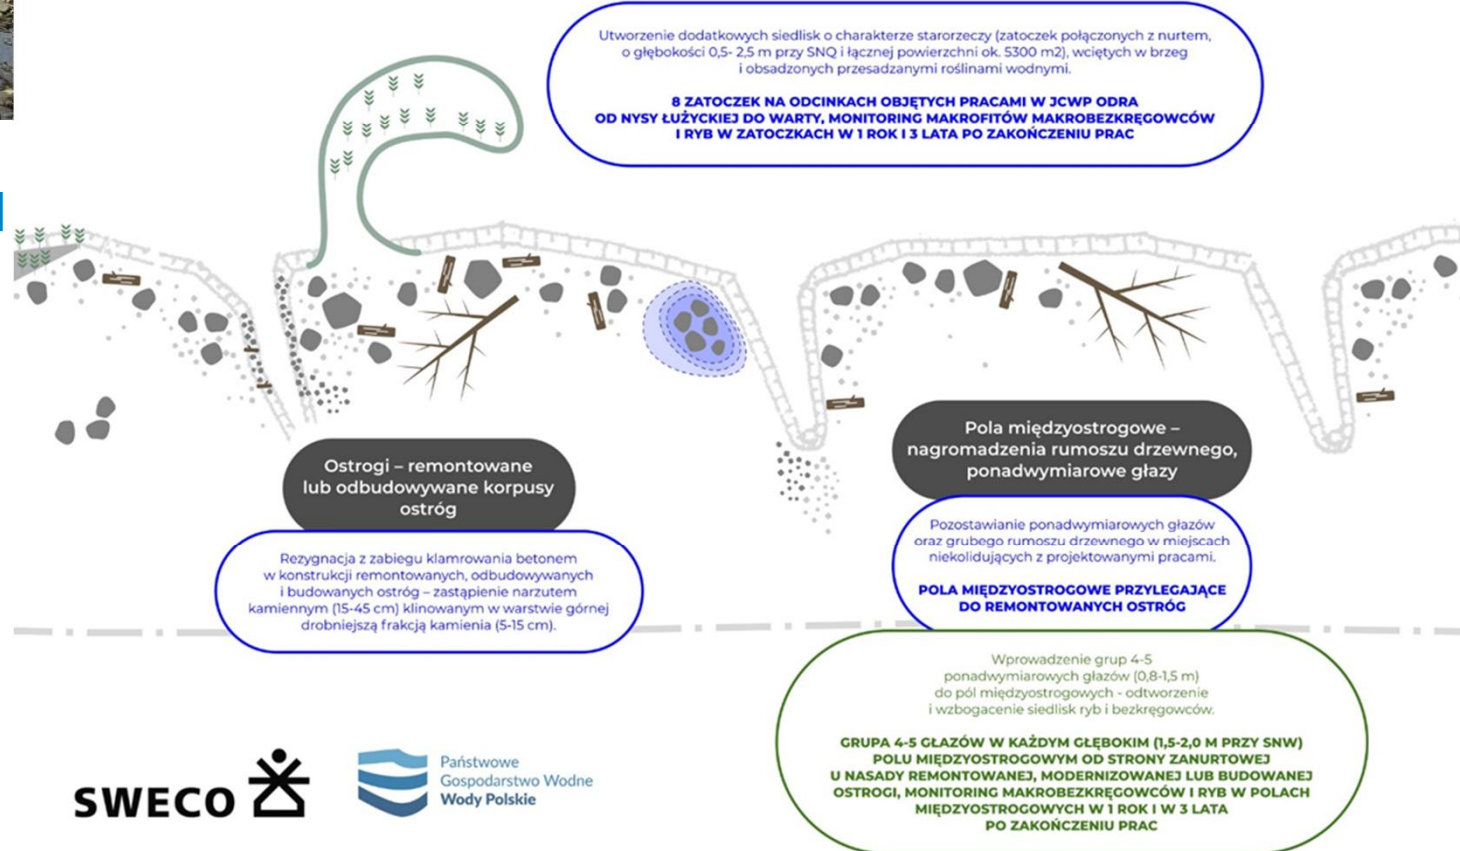 Utworzenie dodatkowych siedlisk o charakterze starorzeczy (zatoczek połączonych z nurtem,
o głębokości 0,5- 2,5 m przy SNQ i łącznej powierzchni ok. 5300 m2), wciętych w brzeg
i obsadzonych przesadzanymi roślinami wodnymi.
8 ZATOCZEK NA ODCINKACH OBJĘTYCH PRACAMI W JCWP ODRA
OD NYSY ŁUŻYCKIEJ DO WARTY, MONITORING MAKROFITÓW MAKROBEZKRĘGOWCÓW
I RYB W ZATOCZKACH W 1 ROK I 3 LATA PO ZAKOŃCZENIU PRAC
Ostrogi – remontowane
lub odbudowywane korpusy
ostróg
Rezygnacja z zabiegu klamrowania betonem
w konstrukcji remontowanych, odbudowywanych
i budowanych ostróg – zastąpienie narzutem
kamiennym (15-45 cm) klinowanym w warstwie górnej
drobniejszą frakcją kamienia (5-15 cm).
Pola międzyostrogowe –
nagromadzenia rumoszu drzewnego,
ponadwymiarowe głazy
Pozostawianie ponadwymiarowych głazów
oraz grubego rumoszu drzewnego w miejscach
niekolidujących z projektowanymi pracami.
POLA MIĘDZYOSTROGOWE PRZYLEGAJĄCE
DO REMONTOWANYCH OSTRÓG
Wprowadzenie grup 4-5
ponadwymiarowych głazów (0,8-1,5 m)
do pól międzyostrogowych - odtworzenie
i wzbogacenie siedlisk ryb i bezkręgowców.
GRUPA 4-5 GŁAZÓW W KAŻDYM GŁĘBOKIM (1,5-2,0 M PRZY SNW)
POLU MIĘDZYOSTROGOWYM OD STRONY ZANURTOWEJ
U NASADY REMONTOWANEJ, MODERNIZOWANEJ LUB BUDOWANEJ
OSTROGI, MONITORING MAKROBEZKRĘGOWCÓW I RYB W POLACH
MIĘDZYOSTROGOWYCH W 1 ROK I W 3 LATA
PO ZAKOŃCZENIU PRAC
SWECO
Państwowe
Gospodarstwo Wodne
Wody Polskie